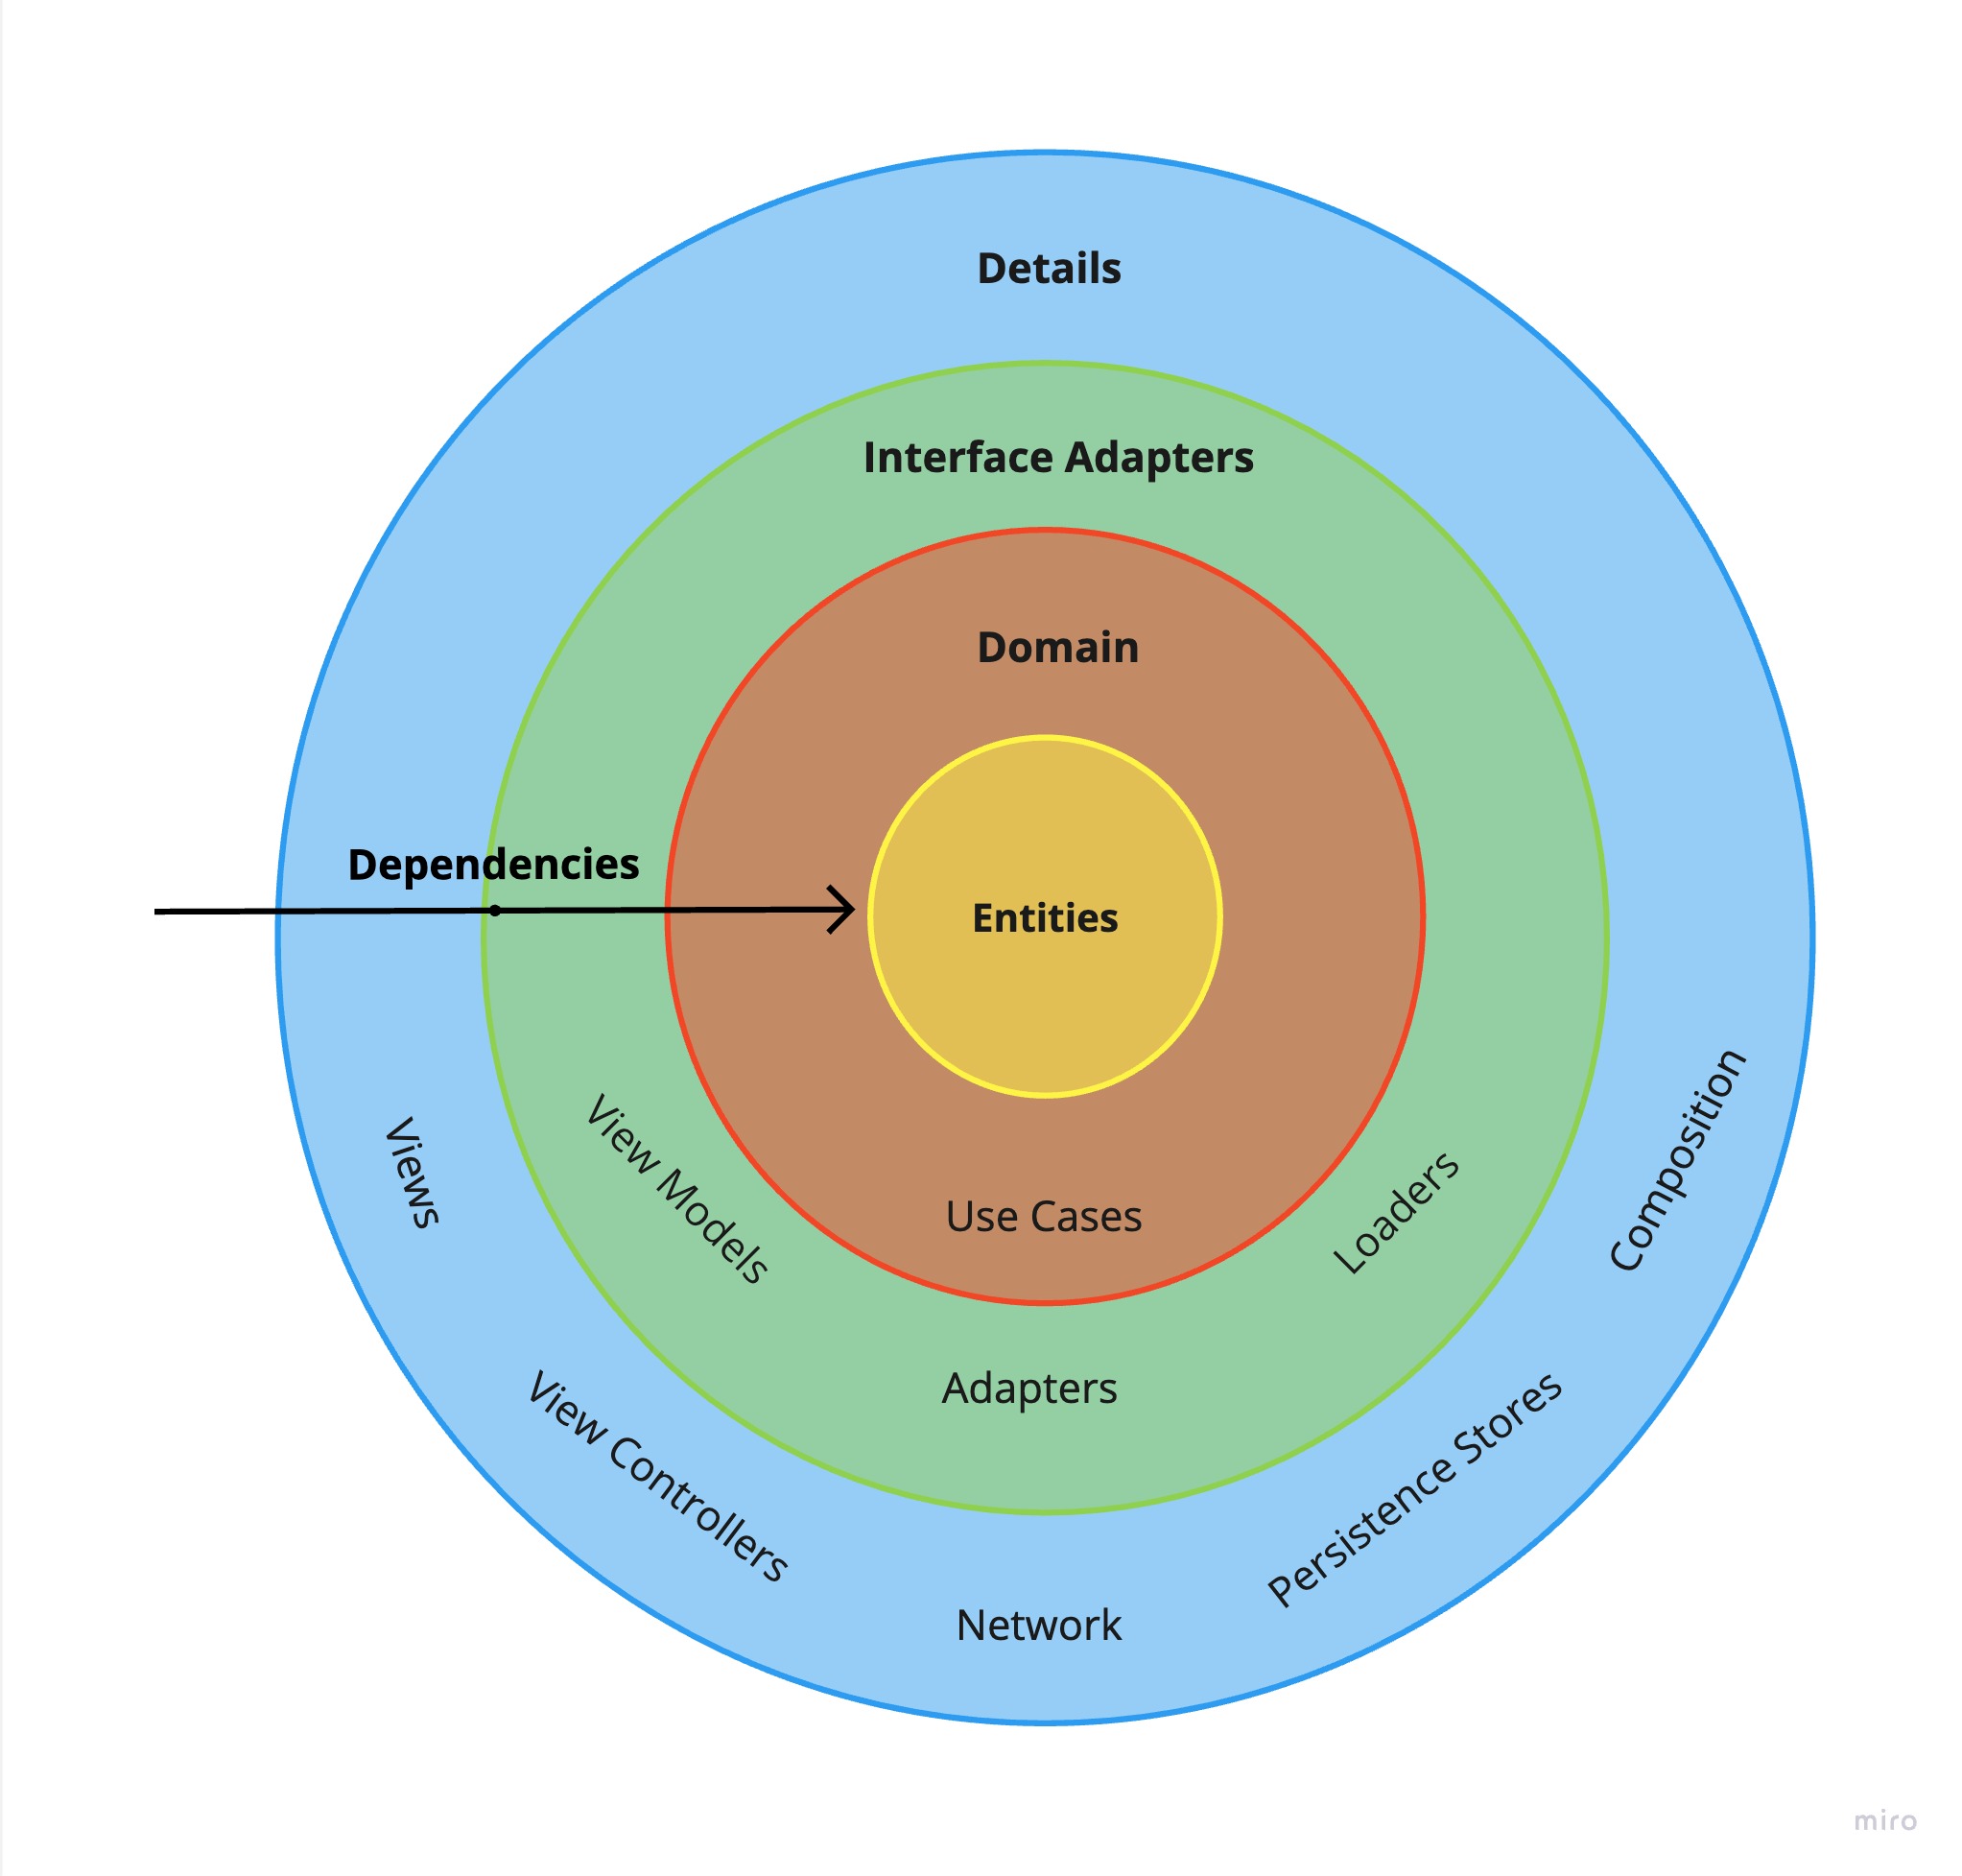 Details
Interface Adapters
Domain
Dependencies
Entities
Views
View Models
Use Cases
Loaders
Composition
Adapters
View Controllers
Persistence Stores
Network
miro